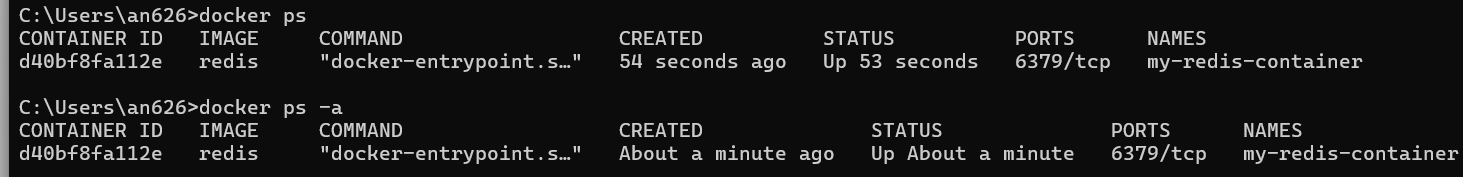 C:\Users\an626>docker ps
CONTAINER ID   IMAGE     COMMAND                  CREATED          STATUS          PORTS      NAMES
d40bf8fa112e   redis     "docker-entrypoint.s…"   54 seconds ago   Up 53 seconds   6379/tcp   my-redis-container
C:\Users\an626>docker ps -a
CONTAINER ID   IMAGE     COMMAND                  CREATED              STATUS              PORTS      NAMES
d40bf8fa112e   redis     "docker-entrypoint.s…"   About a minute ago   Up About a minute   6379/tcp   my-redis-container